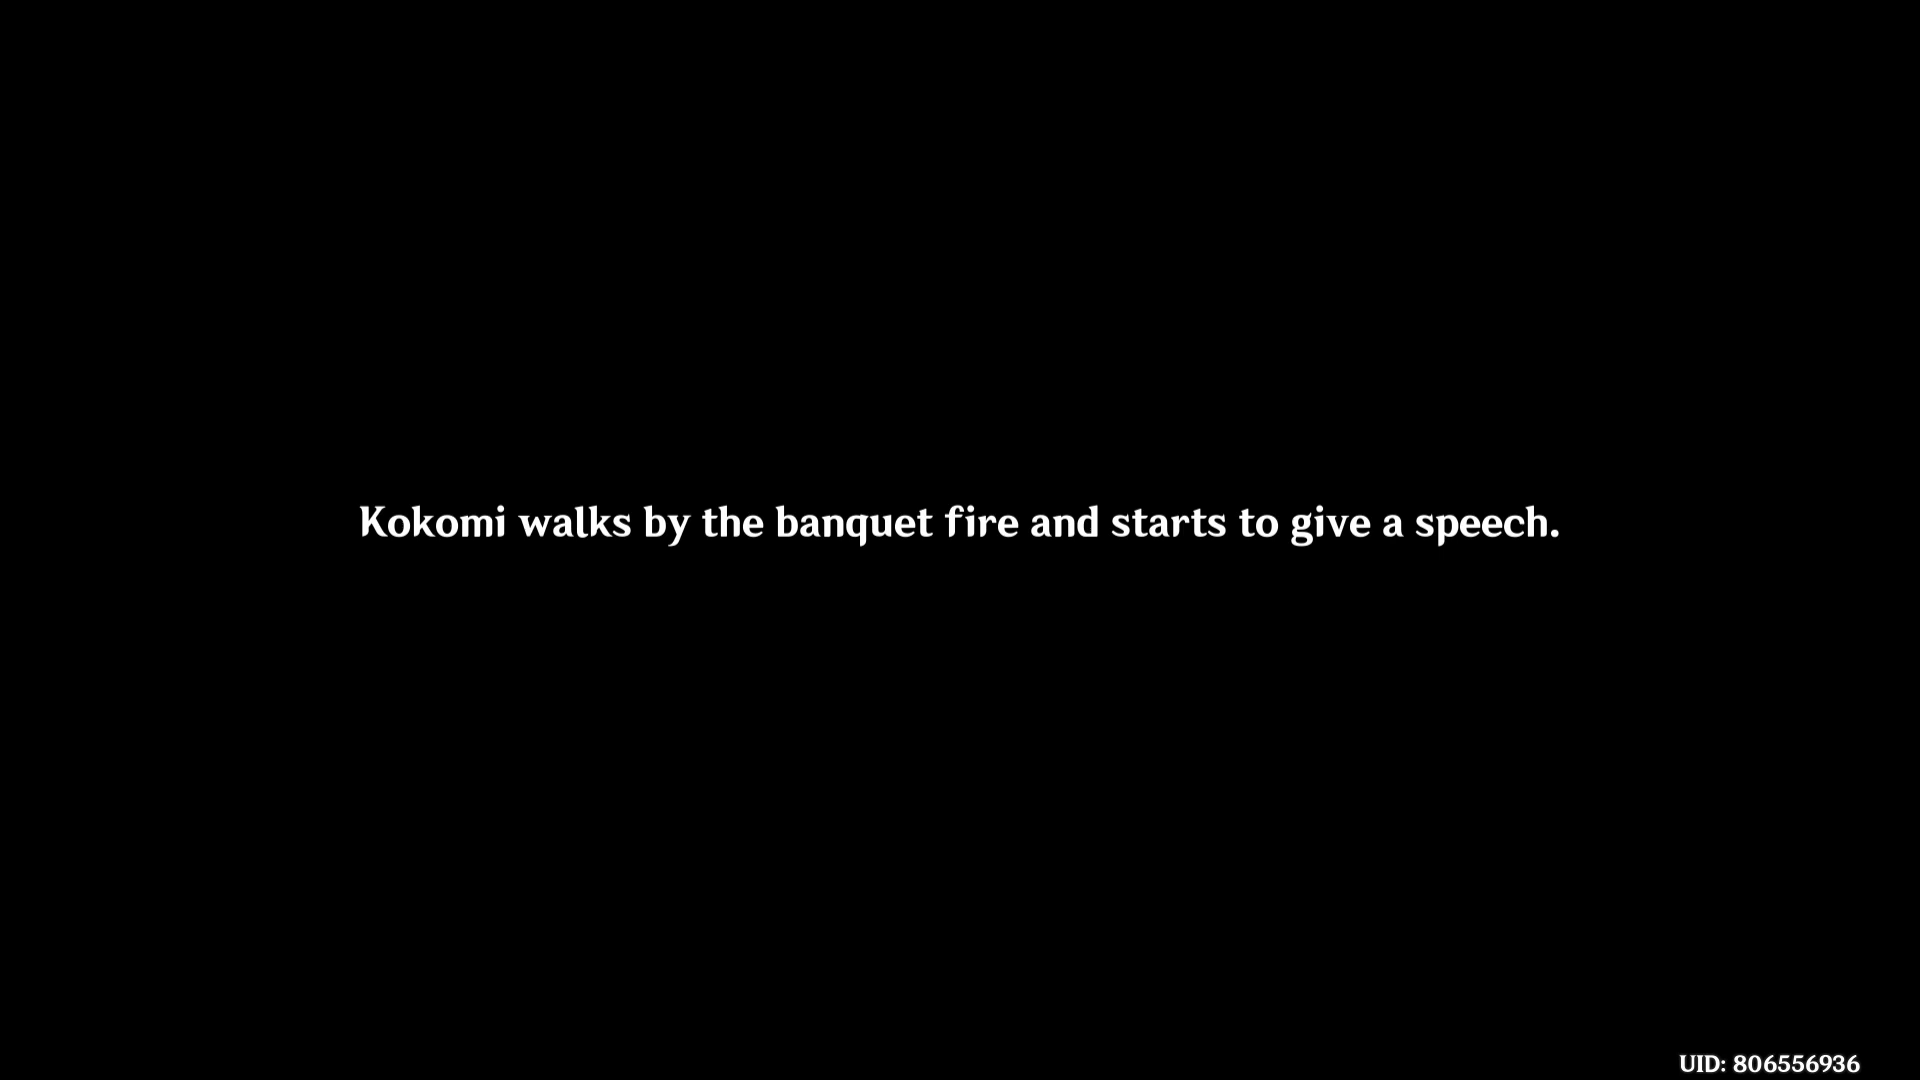 Kokomi walks by the banquet fire and starts to give a speech.
UID: 806556936